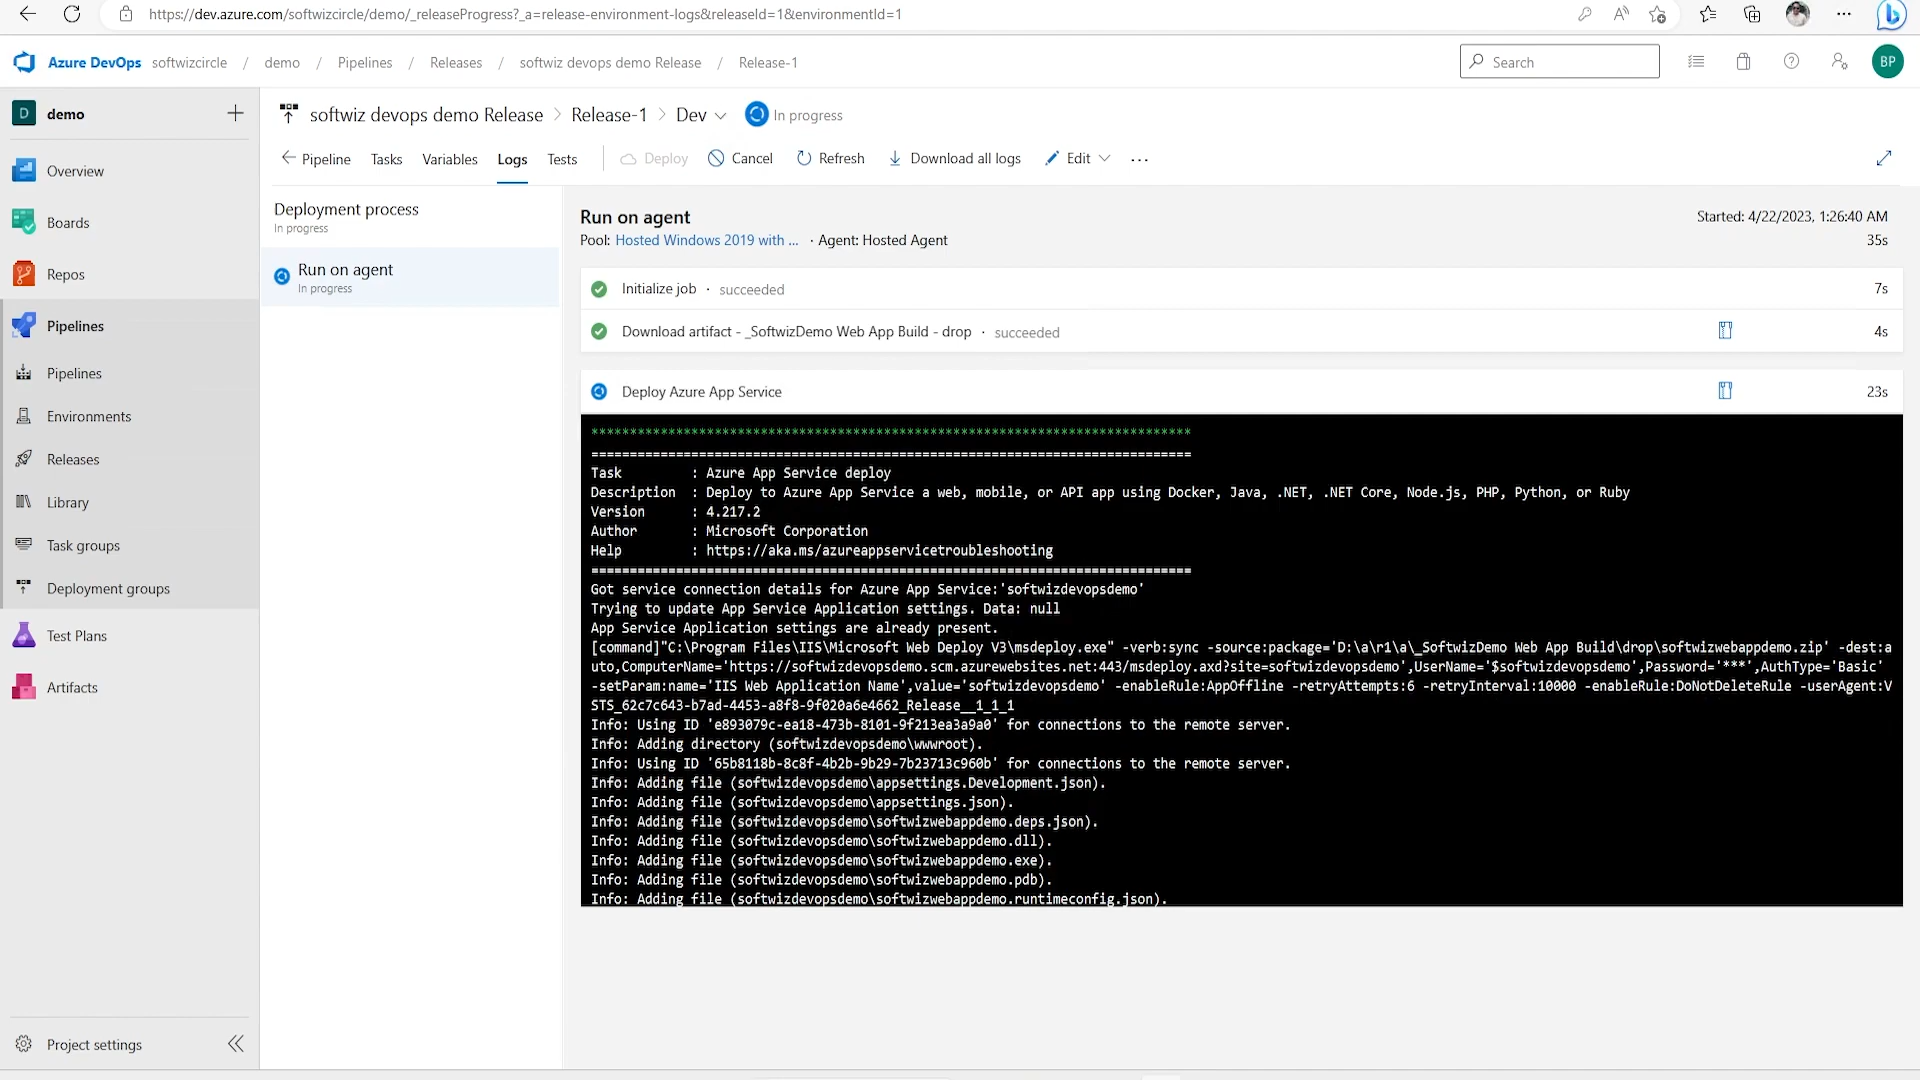 https://dev.azure.com/softwizcircle/demo/_releaseProgress?_a=release-environment-logs&releaseId=1&environmentId=1
Azure DevOps softwizcircle / demo / Pipelines / Releases / softwiz devops demo Release / Release-1
Search
BP
D demo
softwiz devops demo Release > Release-1 > Dev In progress
Pipeline Tasks Variables Logs Tests Deploy Cancel Refresh Download all logs Edit ...
Overview
Boards
Repos
Pipelines
Pipelines
Environments
Releases
Library
Task groups
Deployment groups
Test Plans
Artifacts
Project settings
Deployment process
In progress
Run on agent
In progress
Run on agent
Started: 4/22/2023, 1:26:40 AM
Pool: Hosted Windows 2019 with ... · Agent: Hosted Agent
35s
Initialize job · succeeded 7s
Download artifact - _SoftwizDemo Web App Build - drop · succeeded 4s
Deploy Azure App Service 23s
******************************************************************************
==============================================================================
Task : Azure App Service deploy
Description : Deploy to Azure App Service a web, mobile, or API app using Docker, Java, .NET, .NET Core, Node.js, PHP, Python, or Ruby
Version : 4.217.2
Author : Microsoft Corporation
Help : https://aka.ms/azureappservicetroubleshooting
==============================================================================
Got service connection details for Azure App Service:'softwizdevopsdemo'
Trying to update App Service Application settings. Data: null
App Service Application settings are already present.
[command]"C:\Program Files\IIS\Microsoft Web Deploy V3\msdeploy.exe" -verb:sync -source:package='D:\a\r1\a\_SoftwizDemo Web App Build\drop\softwizwebappdemo.zip' -dest:a
uto,ComputerName='https://softwizdevopsdemo.scm.azurewebsites.net:443/msdeploy.axd?site=softwizdevopsdemo',UserName='$softwizdevopsdemo',Password='***',AuthType='Basic'
-setParam:name='IIS Web Application Name',value='softwizdevopsdemo' -enableRule:AppOffline -retryAttempts:6 -retryInterval:10000 -enableRule:DoNotDeleteRule -userAgent:V
STS_62c7c643-b7ad-4453-a8f8-9f020a6e4662_Release__1_1_1
Info: Using ID 'e893079c-ea18-473b-8101-9f213ea3a9a0' for connections to the remote server.
Info: Adding directory (softwizdevopsdemo\wwwroot).
Info: Using ID '65b8118b-8c8f-4b2b-9b29-7b23713c960b' for connections to the remote server.
Info: Adding file (softwizdevopsdemo\appsettings.Development.json).
Info: Adding file (softwizdevopsdemo\appsettings.json).
Info: Adding file (softwizdevopsdemo\softwizwebappdemo.deps.json).
Info: Adding file (softwizdevopsdemo\softwizwebappdemo.dll).
Info: Adding file (softwizdevopsdemo\softwizwebappdemo.exe).
Info: Adding file (softwizdevopsdemo\softwizwebappdemo.pdb).
Info: Adding file (softwizdevopsdemo\softwizwebappdemo.runtimeconfig.json).